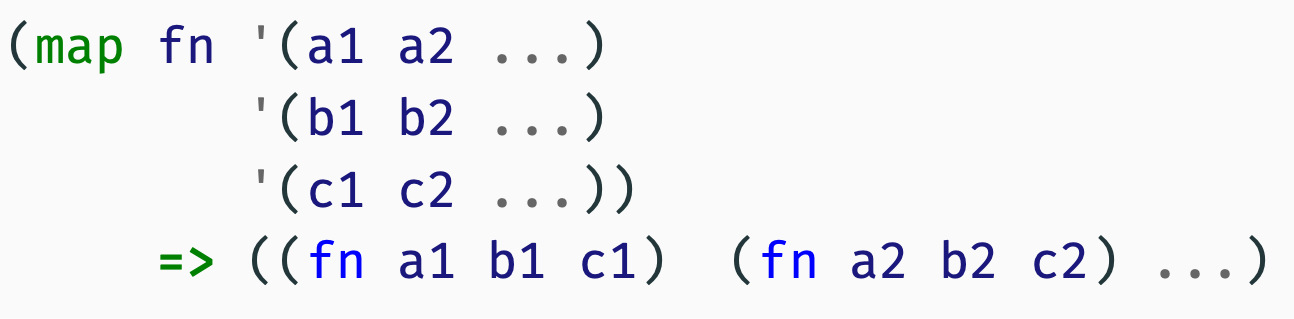 (map fn '(a1 a2 ...)
'(b1 b2 ...)
'(c1 c2 ...))
=> ((fn a1 b1 c1) (fn a2 b2 c2) ...)